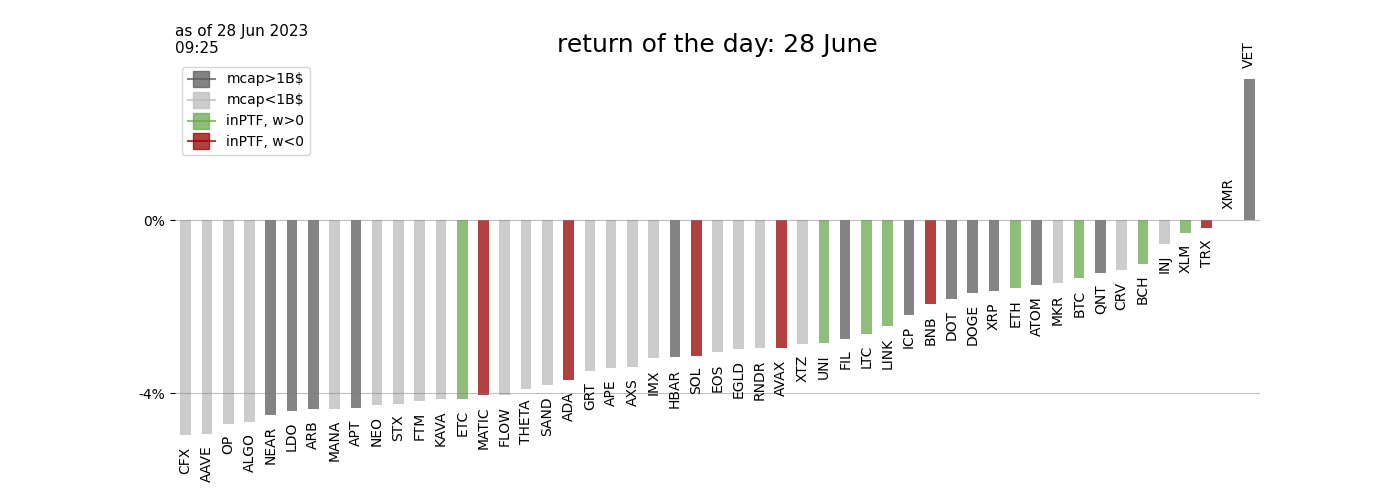 as of 28 Jun 2023
09:25
return of the day: 28 June
mcap>1B$
mcap<1B$
inPTF, w>0
inPTF, w<0
0%
-4%
CFX
AAVE
OP
ALGO
NEAR
LDO
ARB
MANA
APT
NEO
STX
FTM
KAVA
ETC
MATIC
FLOW
THETA
SAND
ADA
GRT
APE
AXS
IMX
HBAR
SOL
EOS
EGLD
RNDR
AVAX
XTZ
UNI
FIL
LTC
LINK
ICP
BNB
DOT
DOGE
XRP
ETH
ATOM
MKR
BTC
QNT
CRV
BCH
INJ
XLM
TRX
XMR
VET